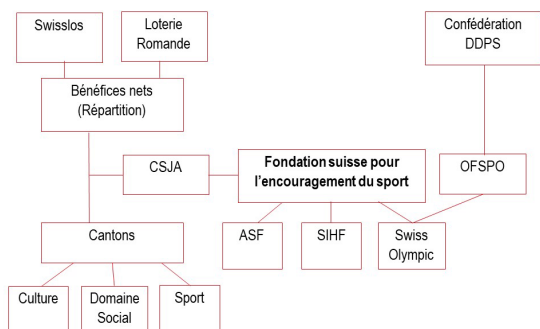 Swisslos
Loterie
Romande
Confédération
DDPS
Bénéfices nets
(Répartition)
CSJA
Fondation suisse pour
l'encouragement du sport
OFSPO
Cantons
ASF
SIHF
Swiss
Olympic
Culture
Domaine
Social
Sport